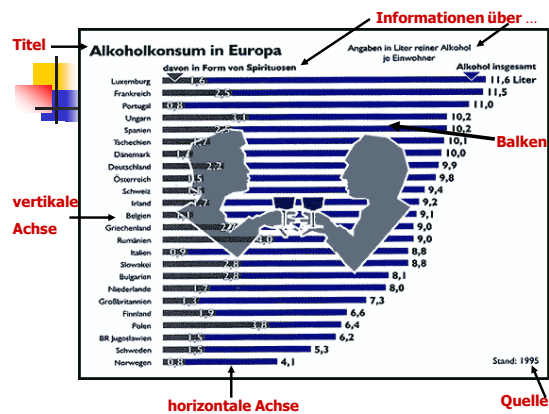 Informationen über ...
Titel
Alkoholkonsum in Europa
Angaben in Liter reiner Alkohol
je Einwohner
davon in Form von Spirituosen
Alkohol insgesamt
Luxemburg 1,6 11,6 Liter
Frankreich 2,5 11,5
Portugal 0,8 11,0
Ungarn 3,1 10,2
Spanien 10,2
Balken
Tschechien 10,1
Dänemark 10,0
Deutschland 2,2 9,9
Österreich 1,5 9,8
Schweiz 9,4
vertikale
Achse
Irland 1,7 9,2
Belgien 1,1 9,1
Griechenland 9,0
Rumänien 4,0 9,0
Italien 0,9 8,8
Slowakei 2,8 8,8
Bulgarien 2,8 8,1
Niederlande 1,7 8,0
Großbritannien 1,3 7,3
Finnland 1,9 6,6
Polen 3,8 6,4
BR Jugoslawien 1,5 6,2
Schweden 1,5 5,3
Norwegen 0,8 4,1
Stand: 1995
horizontale Achse
Quelle